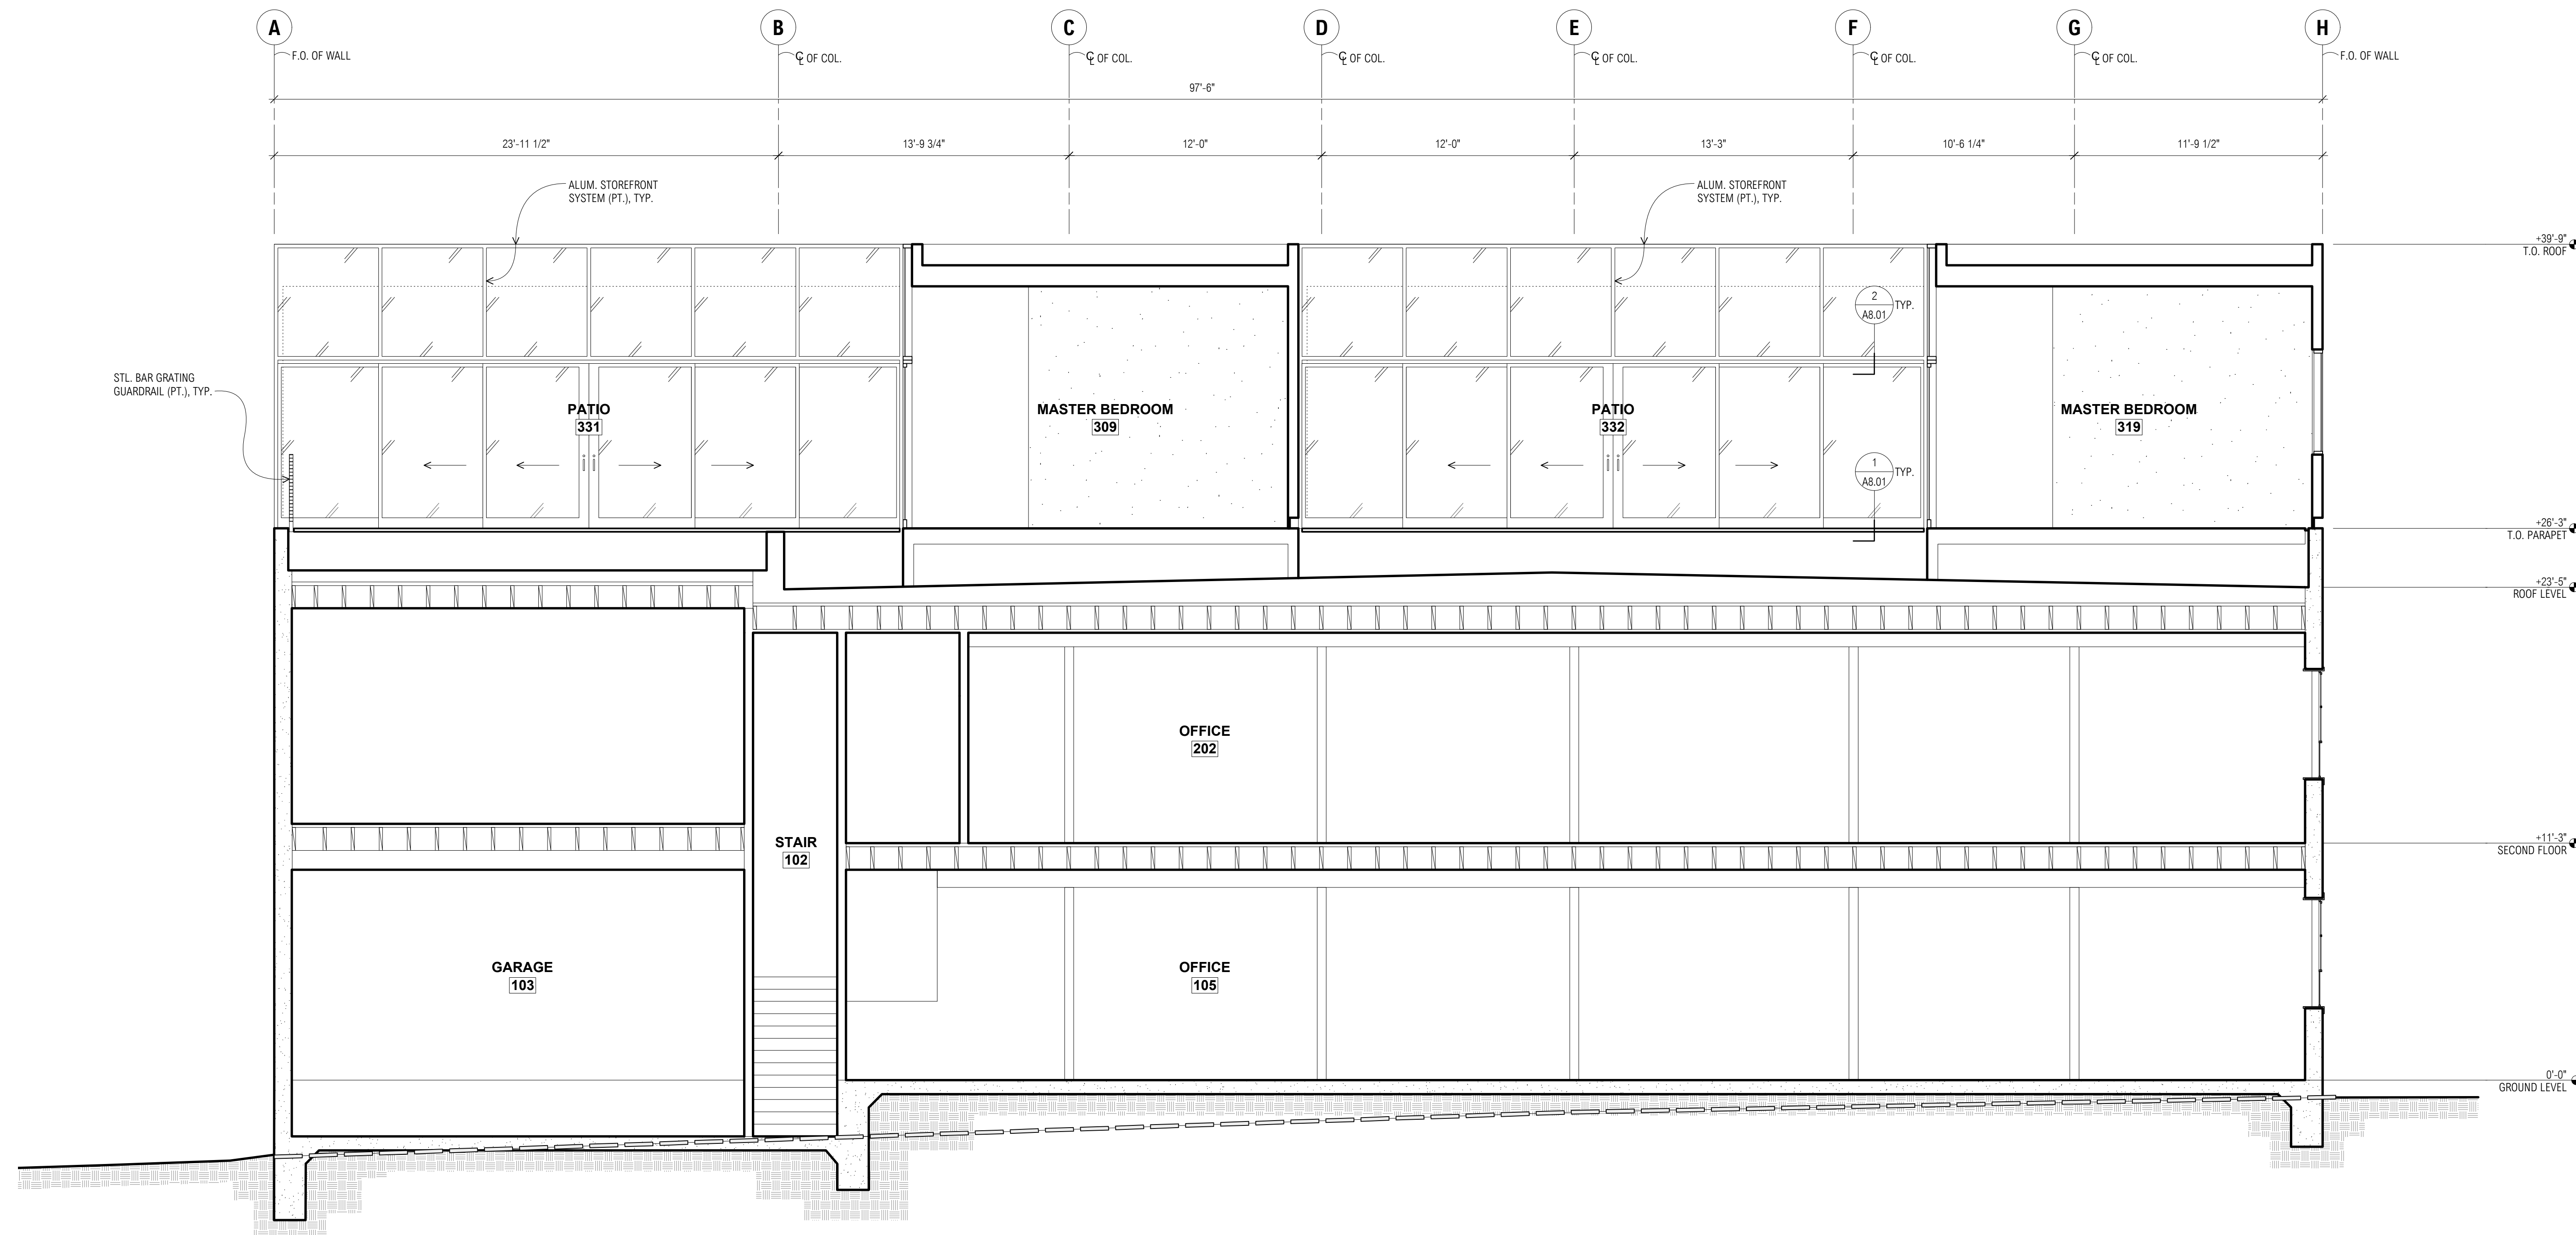 A
B
C
D
E
F
G
H
F.O. OF WALL
℄ OF COL.
℄ OF COL.
℄ OF COL.
℄ OF COL.
℄ OF COL.
℄ OF COL.
F.O. OF WALL
97'-6"
23'-11 1/2"
13'-9 3/4"
12'-0"
12'-0"
13'-3"
10'-6 1/4"
11'-9 1/2"
ALUM. STOREFRONT
SYSTEM (PT.), TYP.
ALUM. STOREFRONT
SYSTEM (PT.), TYP.
+39'-9"
T.O. ROOF
2
A8.01
TYP.
STL. BAR GRATING
GUARDRAIL (PT.), TYP.
PATIO
331
MASTER BEDROOM
309
PATIO
332
MASTER BEDROOM
319
1
A8.01
TYP.
+26'-3"
T.O. PARAPET
+23'-5"
ROOF LEVEL
OFFICE
202
STAIR
102
+11'-3"
SECOND FLOOR
GARAGE
103
OFFICE
105
0'-0"
GROUND LEVEL